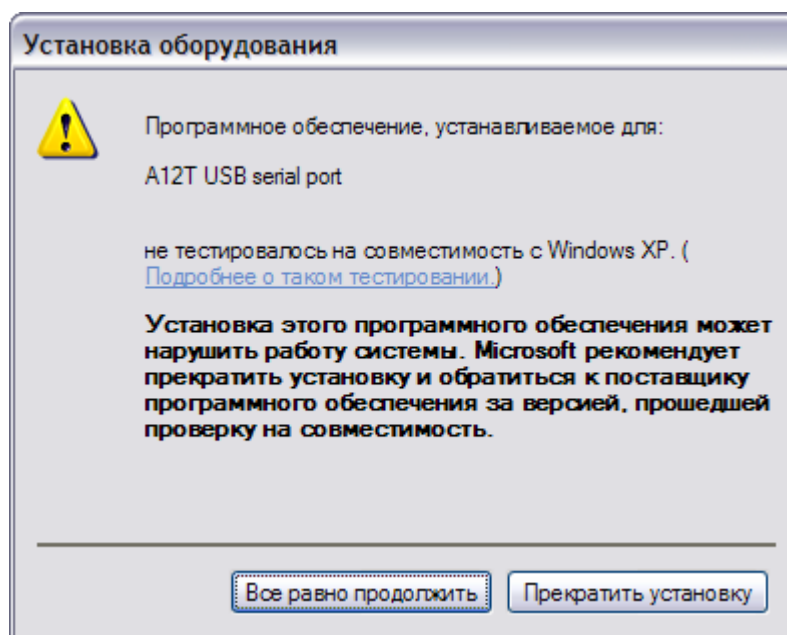 Установка оборудования
Программное обеспечение, устанавливаемое для:
A12T USB serial port
не тестировалось на совместимость с Windows XP. (
Подробнее о таком тестировании.)
Установка этого программного обеспечения может
нарушить работу системы. Microsoft рекомендует
прекратить установку и обратиться к поставщику
программного обеспечения за версией, прошедшей
проверку на совместимость.
Все равно продолжить Прекратить установку